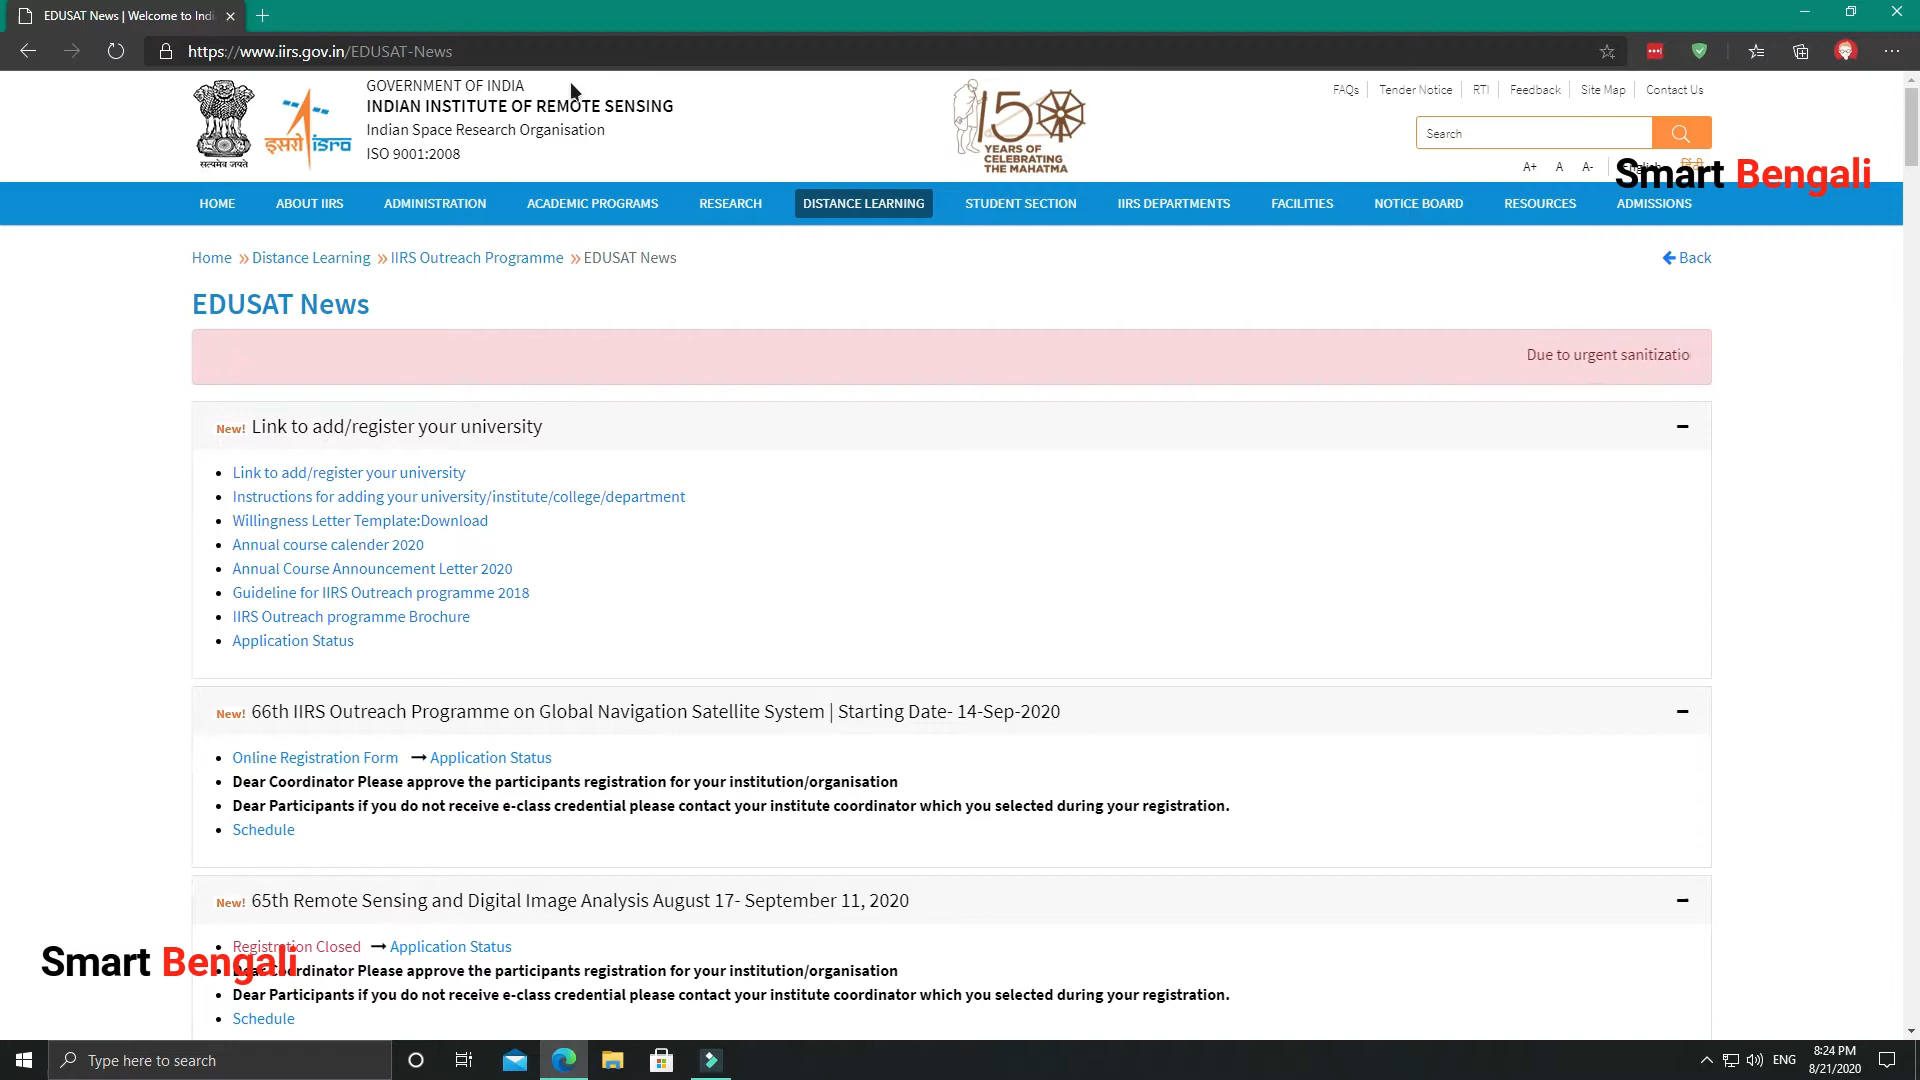 EDUSAT News | Welcome to Indi
https://www.iirs.gov.in/EDUSAT-News
सत्यमेव जयते
इसरो isro
GOVERNMENT OF INDIA
INDIAN INSTITUTE OF REMOTE SENSING
Indian Space Research Organisation
ISO 9001:2008
150
YEARS OF
CELEBRATING
THE MAHATMA
FAQs Tender Notice RTI Feedback Site Map Contact Us
Search
A+ A A- English हिंदी
Smart Bengali
HOME ABOUT IIRS ADMINISTRATION ACADEMIC PROGRAMS RESEARCH DISTANCE LEARNING STUDENT SECTION IIRS DEPARTMENTS FACILITIES NOTICE BOARD RESOURCES ADMISSIONS
Home » Distance Learning » IIRS Outreach Programme » EDUSAT News
Back
EDUSAT News
Due to urgent sanitizatio
New! Link to add/register your university
Link to add/register your university
Instructions for adding your university/institute/college/department
Willingness Letter Template:Download
Annual course calender 2020
Annual Course Announcement Letter 2020
Guideline for IIRS Outreach programme 2018
IIRS Outreach programme Brochure
Application Status
New! 66th IIRS Outreach Programme on Global Navigation Satellite System | Starting Date- 14-Sep-2020
Online Registration Form → Application Status
Dear Coordinator Please approve the participants registration for your institution/organisation
Dear Participants if you do not receive e-class credential please contact your institute coordinator which you selected during your registration.
Schedule
New! 65th Remote Sensing and Digital Image Analysis August 17- September 11, 2020
Registration Closed → Application Status
Smart Bengali
Dear Coordinator Please approve the participants registration for your institution/organisation
Dear Participants if you do not receive e-class credential please contact your institute coordinator which you selected during your registration.
Schedule
Type here to search
ENG
8:24 PM
8/21/2020